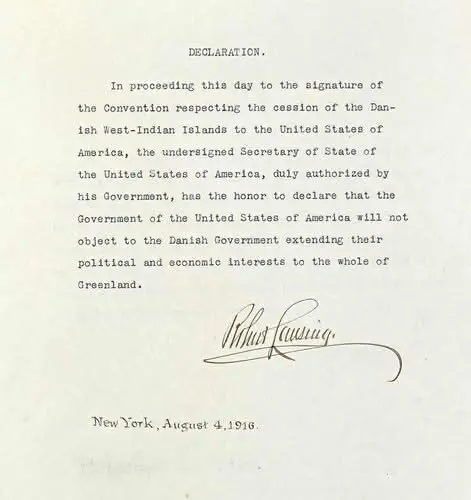 DECLARATION.
In proceeding this day to the signature of
the Convention respecting the cession of the Dan-
ish West-Indian Islands to the United States of
America, the undersigned Secretary of State of
the United States of America, duly authorized by
his Government, has the honor to declare that the
Government of the United States of America will not
object to the Danish Government extending their
political and economic interests to the whole of
Greenland.
Robert Lansing.
New York, August 4, 1916.